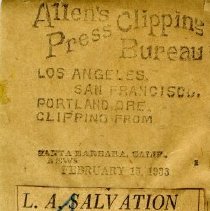 Allen's Clipping
Press Bureau
LOS ANGELES,
SAN FRANCISCO,
PORTLAND, ORE.
CLIPPING FROM
SANTA BARBARA, CALIF.
NEWS
FEBRUARY 15, 1933
L. A. SALVATION